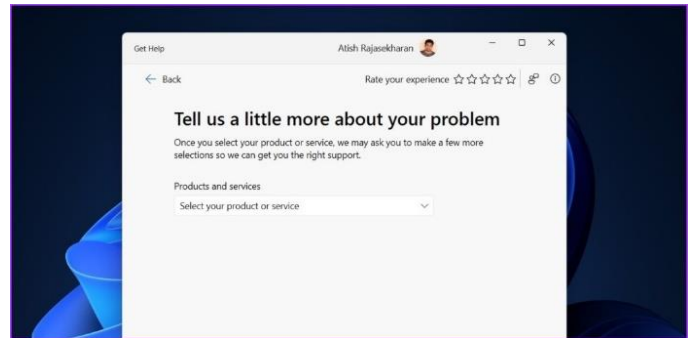 Get Help
Atish Rajasekharan
Back
Rate your experience
Tell us a little more about your problem
Once you select your product or service, we may ask you to make a few more
selections so we can get you the right support.
Products and services
Select your product or service